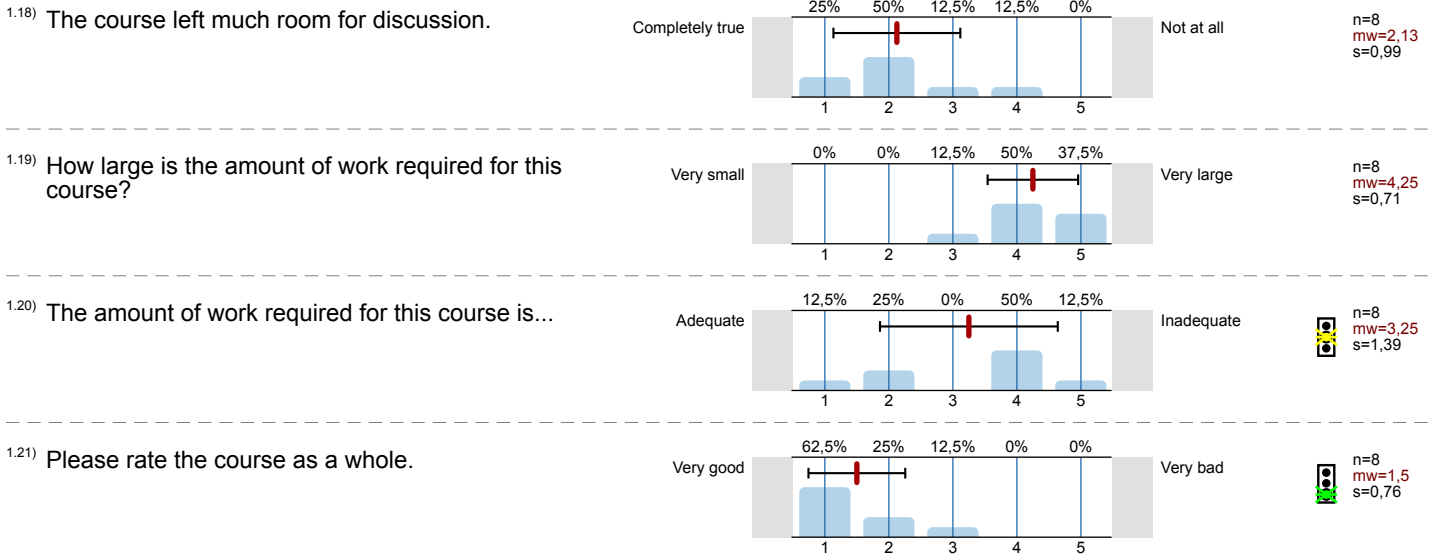 1.18) The course left much room for discussion.
25% 50% 12,5% 12,5% 0%
Completely true
Not at all
n=8
mw=2,13
s=0,99
1 2 3 4 5
1.19) How large is the amount of work required for this
course?
0% 0% 12,5% 50% 37,5%
Very small
Very large
n=8
mw=4,25
s=0,71
1 2 3 4 5
1.20) The amount of work required for this course is...
12,5% 25% 0% 50% 12,5%
Adequate
Inadequate
n=8
mw=3,25
s=1,39
1 2 3 4 5
1.21) Please rate the course as a whole.
62,5% 25% 12,5% 0% 0%
Very good
Very bad
n=8
mw=1,5
s=0,76
1 2 3 4 5